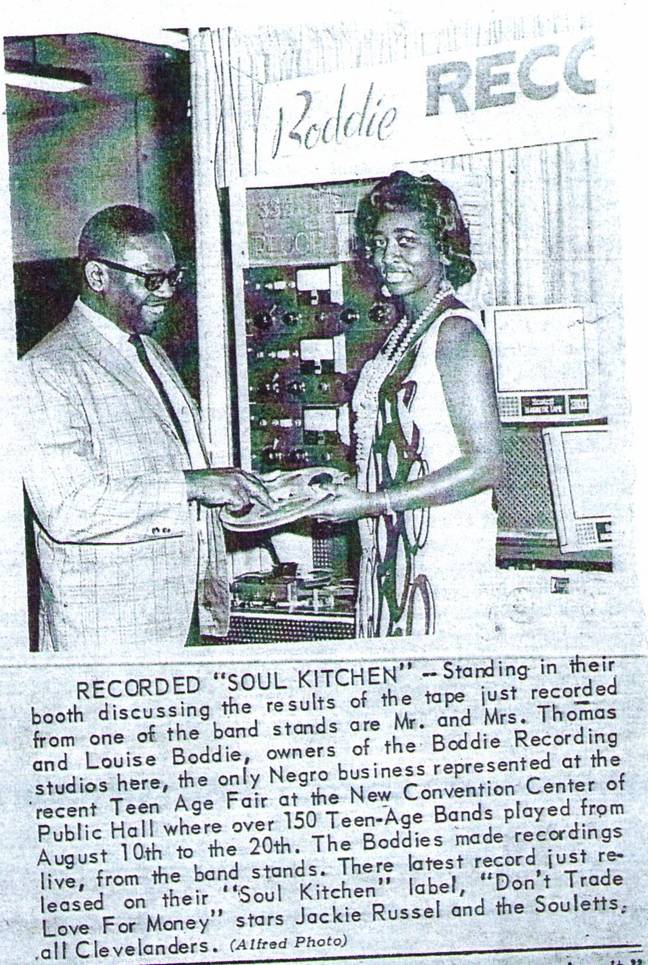 Boddie RECO
RECORDED "SOUL KITCHEN" -- Standing in their
booth discussing the results of the tape just recorded
from one of the band stands are Mr. and Mrs. Thomas
and Louise Boddie, owners of the Boddie Recording
studios here, the only Negro business represented at the
recent Teen Age Fair at the New Convention Center of
Public Hall where over 150 Teen-Age Bands played from
August 10th to the 20th. The Boddies made recordings
live, from the band stands. There latest record just re-
leased on their "Soul Kitchen" label, "Don't Trade
Love For Money" stars Jackie Russel and the Souletts,
all Clevelanders. (Alfred Photo)